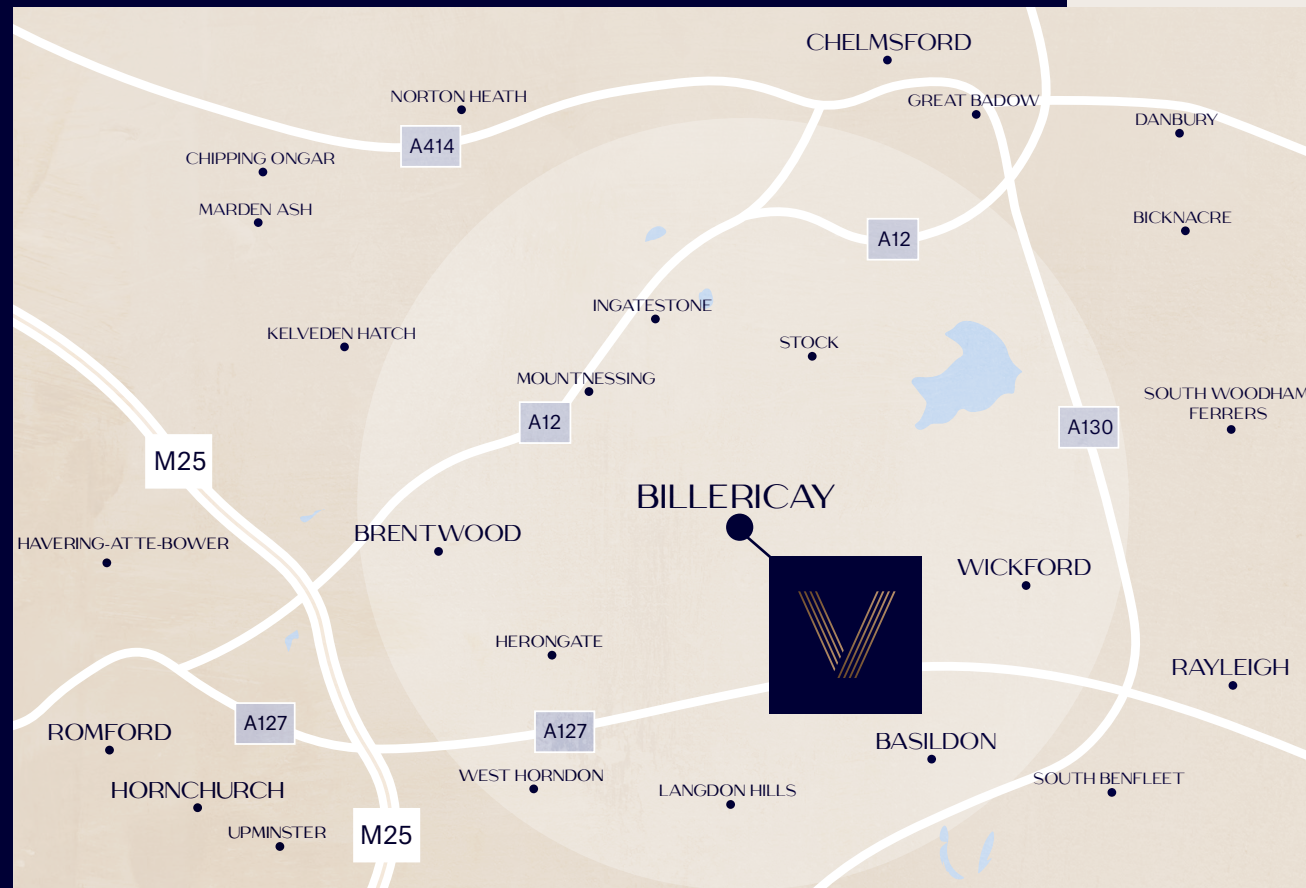 CHELMSFORD
NORTON HEATH
GREAT BADOW
DANBURY
A414
CHIPPING ONGAR
MARDEN ASH
BICKNACRE
A12
INGATESTONE
KELVEDEN HATCH
STOCK
MOUNTNESSING
SOUTH WOODHAM
FERRERS
A12
A130
M25
BILLERICAY
BRENTWOOD
HAVERING-ATTE-BOWER
WICKFORD
HERONGATE
RAYLEIGH
A127
A127
ROMFORD
BASILDON
WEST HORNDON
SOUTH BENFLEET
HORNCHURCH
LANGDON HILLS
UPMINSTER
M25